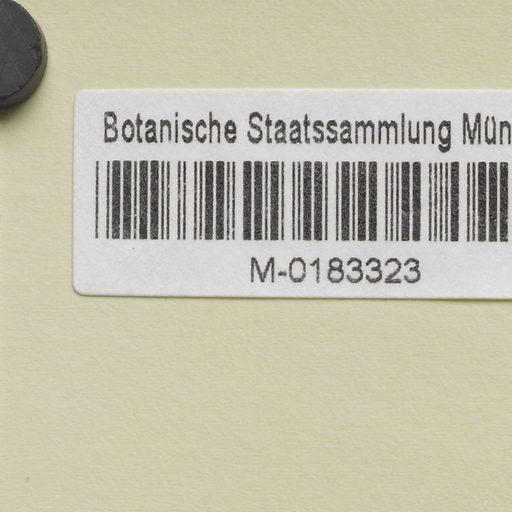 Botanische Staatssammlung Mün
M-0183323